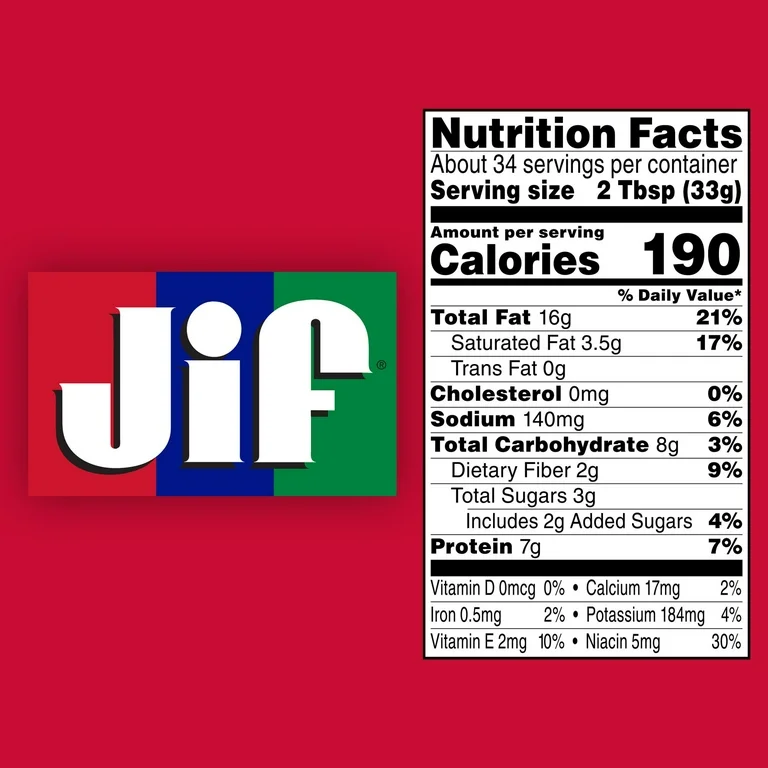 Jif®
Nutrition Facts
About 34 servings per container
Serving size 2 Tbsp (33g)
Amount per serving
Calories 190
% Daily Value*
Total Fat 16g 21%
Saturated Fat 3.5g 17%
Trans Fat 0g
Cholesterol 0mg 0%
Sodium 140mg 6%
Total Carbohydrate 8g 3%
Dietary Fiber 2g 9%
Total Sugars 3g
Includes 2g Added Sugars 4%
Protein 7g 7%
Vitamin D 0mcg 0% • Calcium 17mg 2%
Iron 0.5mg 2% • Potassium 184mg 4%
Vitamin E 2mg 10% • Niacin 5mg 30%